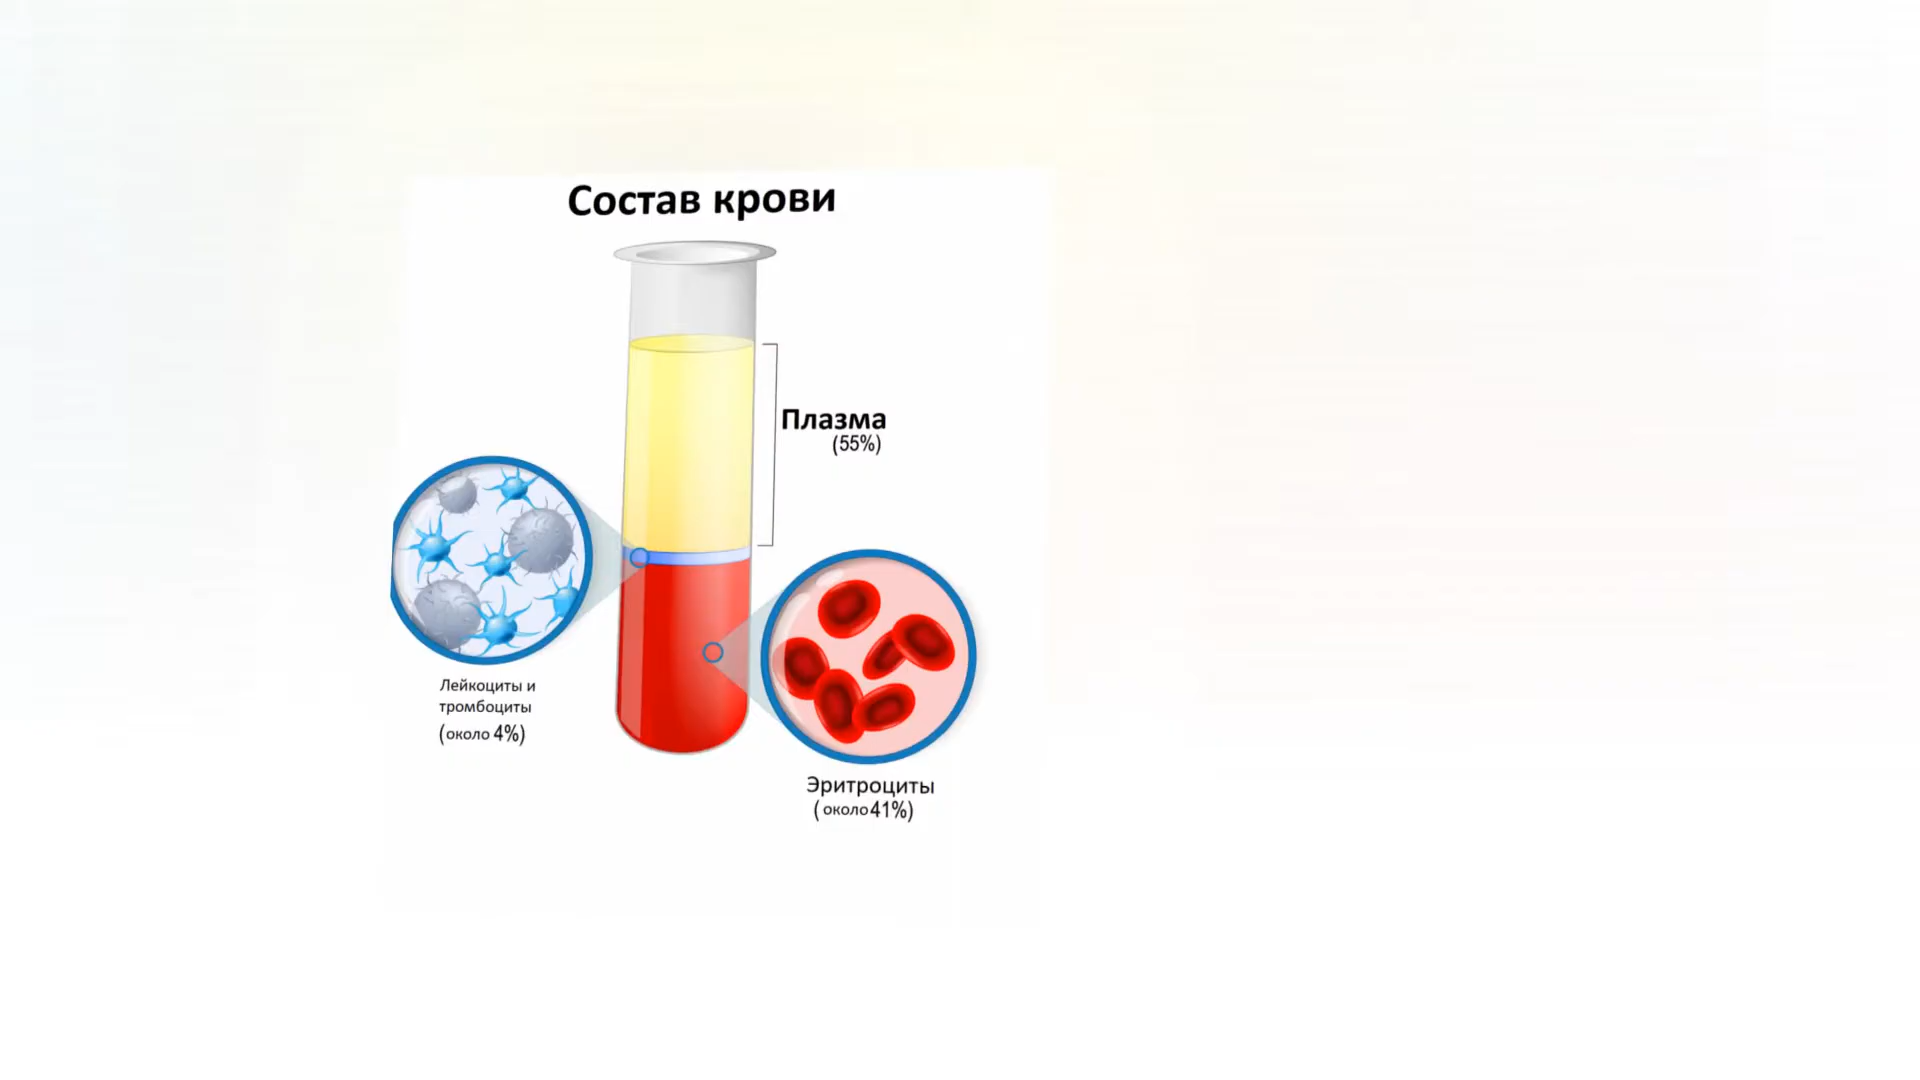 Состав крови
Плазма
(55%)
Лейкоциты и
тромбоциты
(около 4%)
Эритроциты
( около 41%)